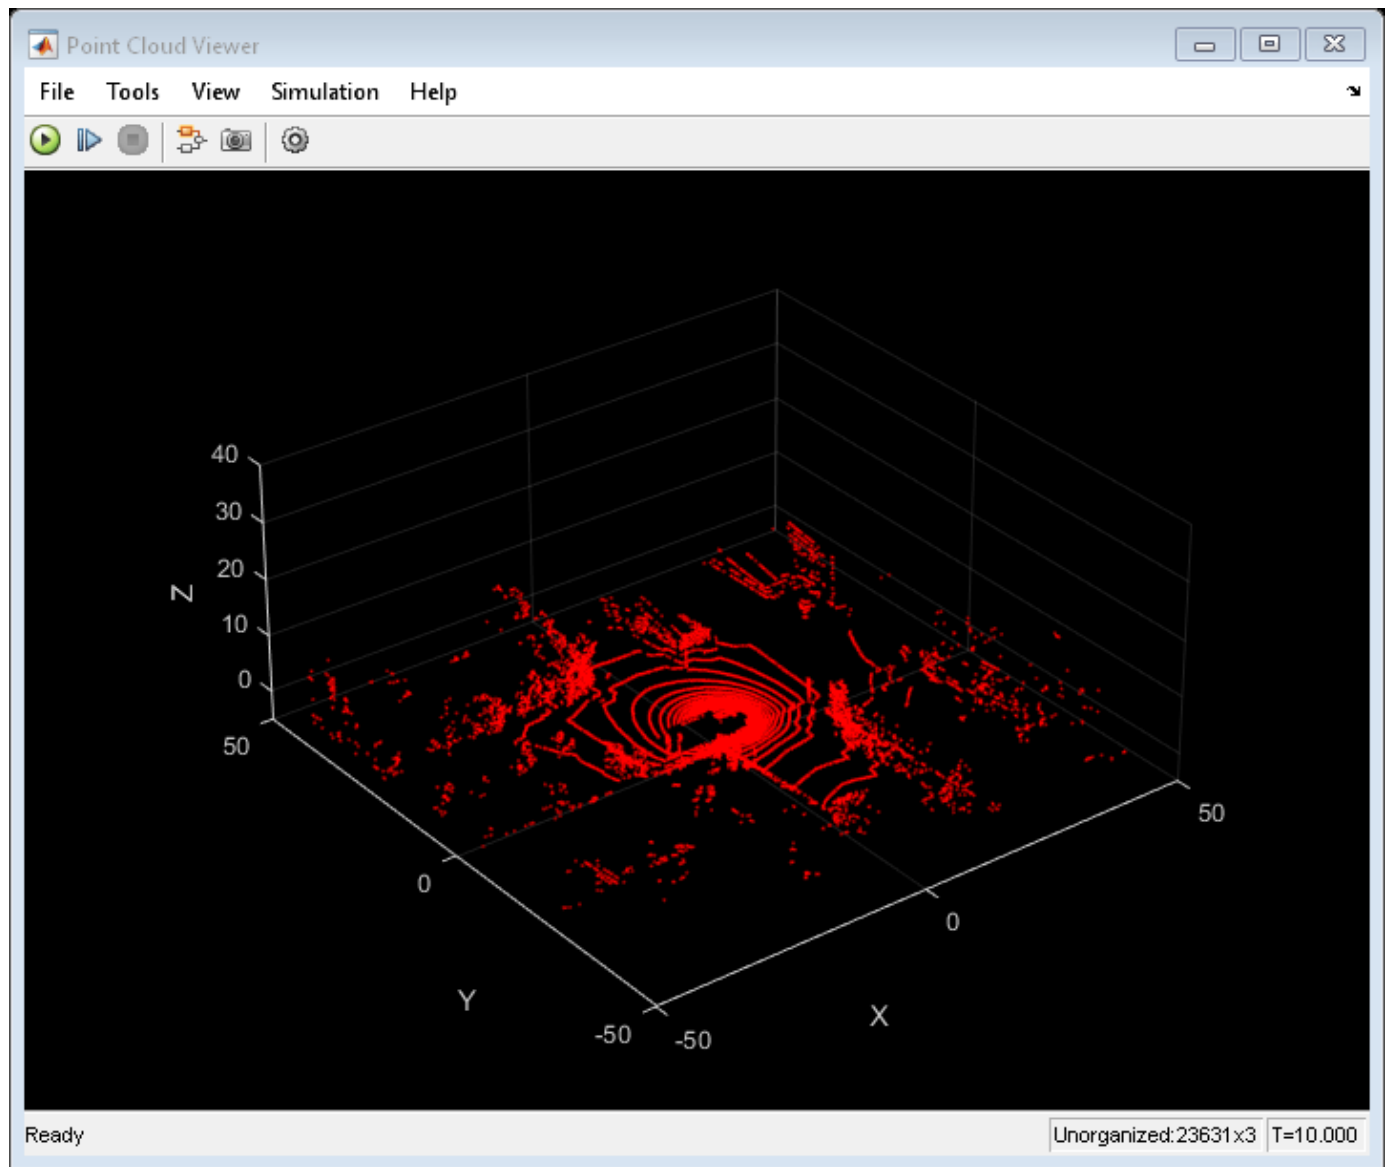 Point Cloud Viewer
File Tools View Simulation Help
40
30
20
10
0
Z
50
0
-50
Y
-50
0
50
X
Ready
Unorganized:23631x3 T=10.000